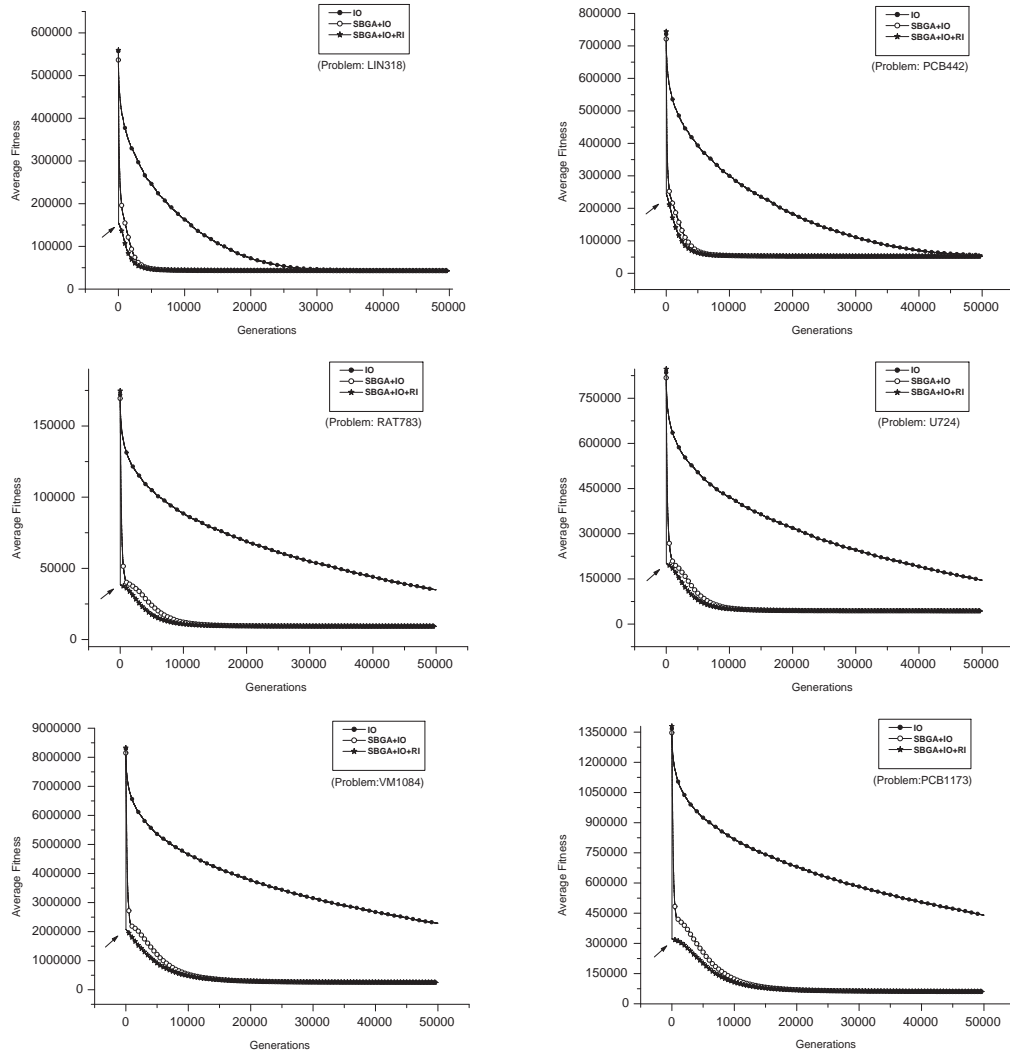 IO
SBGA+IO
SBGA+IO+RI
(Problem: LIN318)
600000
500000
400000
300000
200000
100000
0
Average Fitness
0 10000 20000 30000 40000 50000
Generations
IO
SBGA+IO
SBGA+IO+RI
(Problem: PCB442)
800000
700000
600000
500000
400000
300000
200000
100000
0
Average Fitness
0 10000 20000 30000 40000 50000
Generations
IO
SBGA+IO
SBGA+IO+RI
(Problem: RAT783)
150000
100000
50000
0
Average Fitness
0 10000 20000 30000 40000 50000
Generations
IO
SBGA+IO
SBGA+IO+RI
(Problem: U724)
750000
600000
450000
300000
150000
0
Average Fitness
0 10000 20000 30000 40000 50000
Generations
IO
SBGA+IO
SBGA+IO+RI
(Problem:VM1084)
9000000
8000000
7000000
6000000
5000000
4000000
3000000
2000000
1000000
0
Average Fitness
0 10000 20000 30000 40000 50000
Generations
IO
SBGA+IO
SBGA+IO+RI
(Problem:PCB1173)
1350000
1200000
1050000
900000
750000
600000
450000
300000
150000
0
Average Fitness
0 10000 20000 30000 40000 50000
Generations